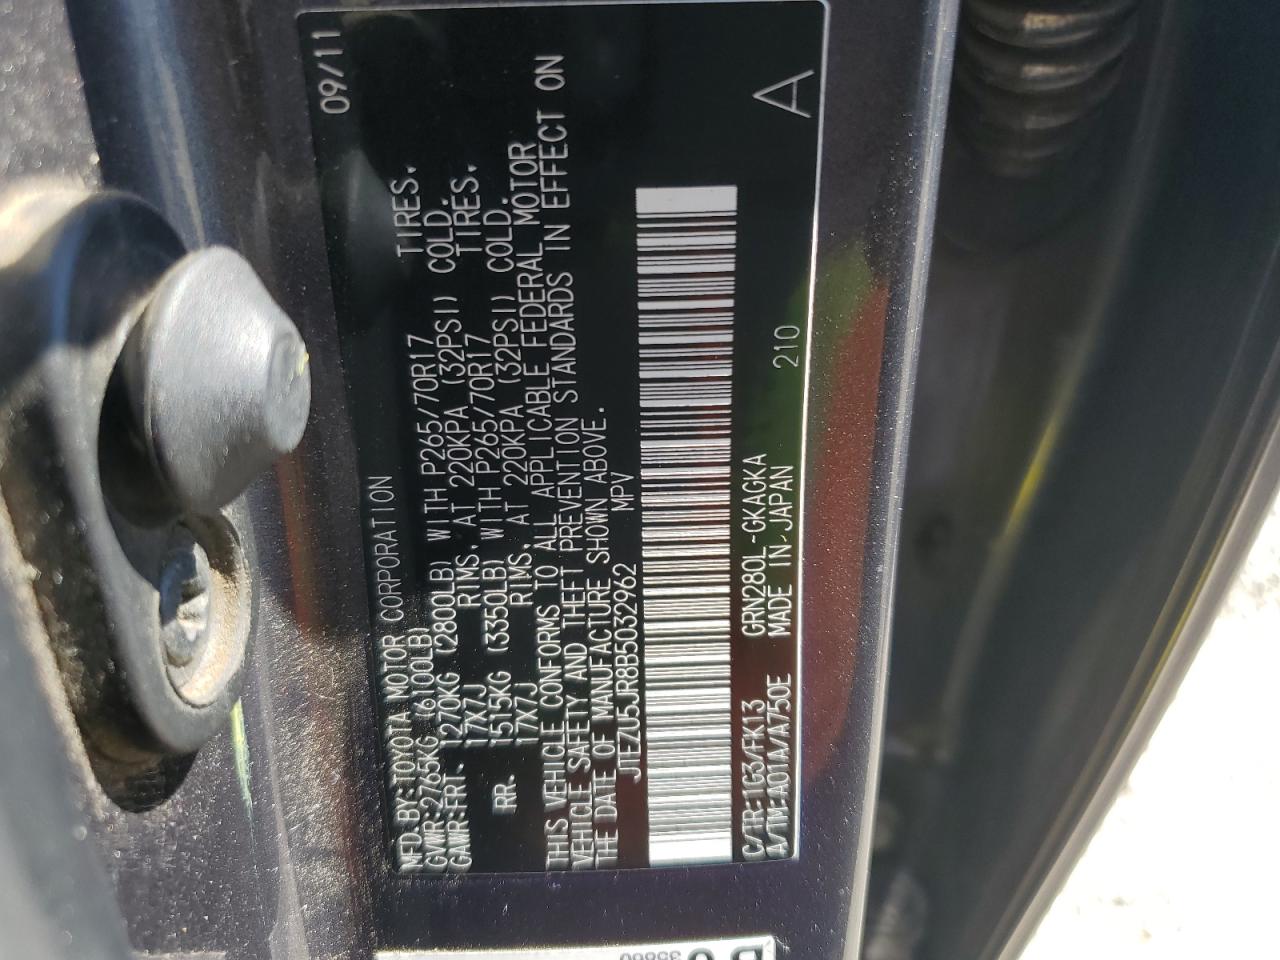 MFD.BY:TOYOTA MOTOR CORPORATION 09/11
GVWR:2765KG (6100LB)
GAWR:FRT. 1270KG (2800LB) WITH P265/70R17 TIRES.
17X7J RIMS, AT 220KPA (32PSI) COLD.
RR. 1515KG (3350LB) WITH P265/70R17 TIRES.
17X7J RIMS, AT 220KPA (32PSI) COLD.
THIS VEHICLE CONFORMS TO ALL APPLICABLE FEDERAL MOTOR
VEHICLE SAFETY AND THEFT PREVENTION STANDARDS IN EFFECT ON
THE DATE OF MANUFACTURE SHOWN ABOVE.
JTEZU5JR8B5032962 MPV
C/TR:1G3/FK13 GRN280L-GKAGKA
A/TM:A01A/A750E MADE IN JAPAN 210
A